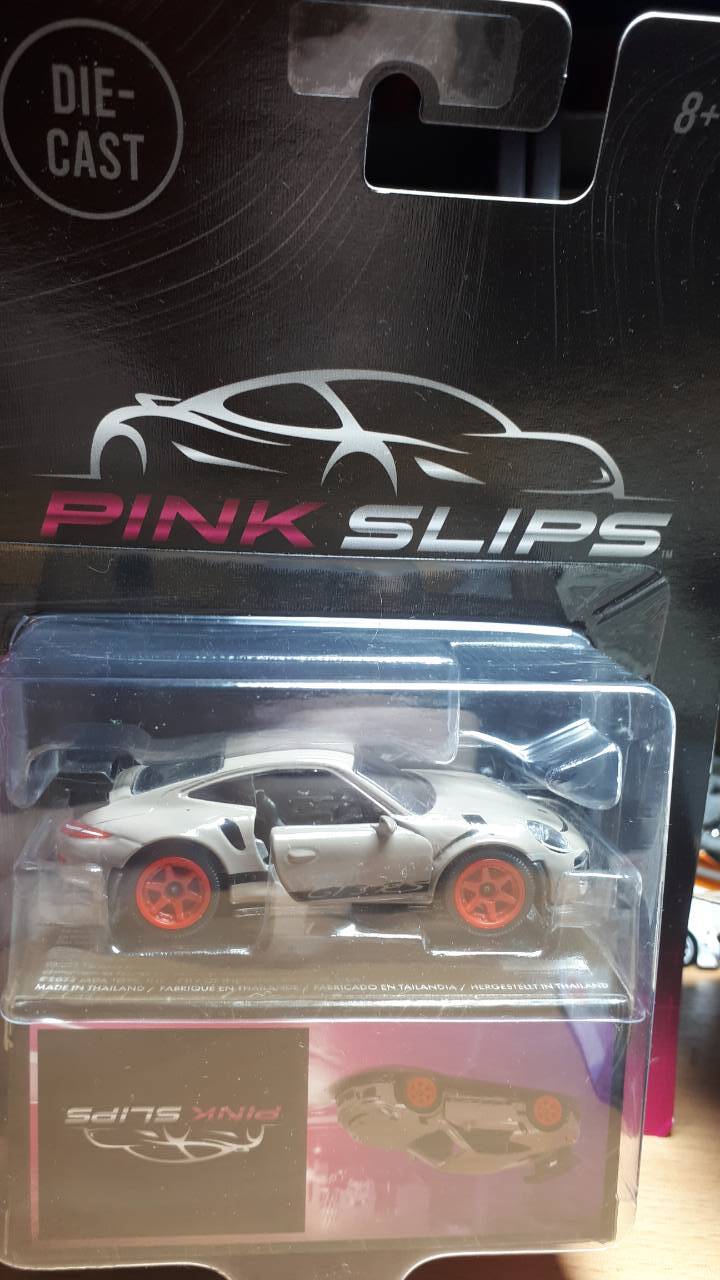 DIE-
CAST
8+
PINK SLIPS™
GT3 RS
MADE IN THAILAND / FABRIQUÉ EN THAÏLANDE / FABRICADO EN TAILANDIA / HERGESTELLT IN THAILAND
PINK SLIPS